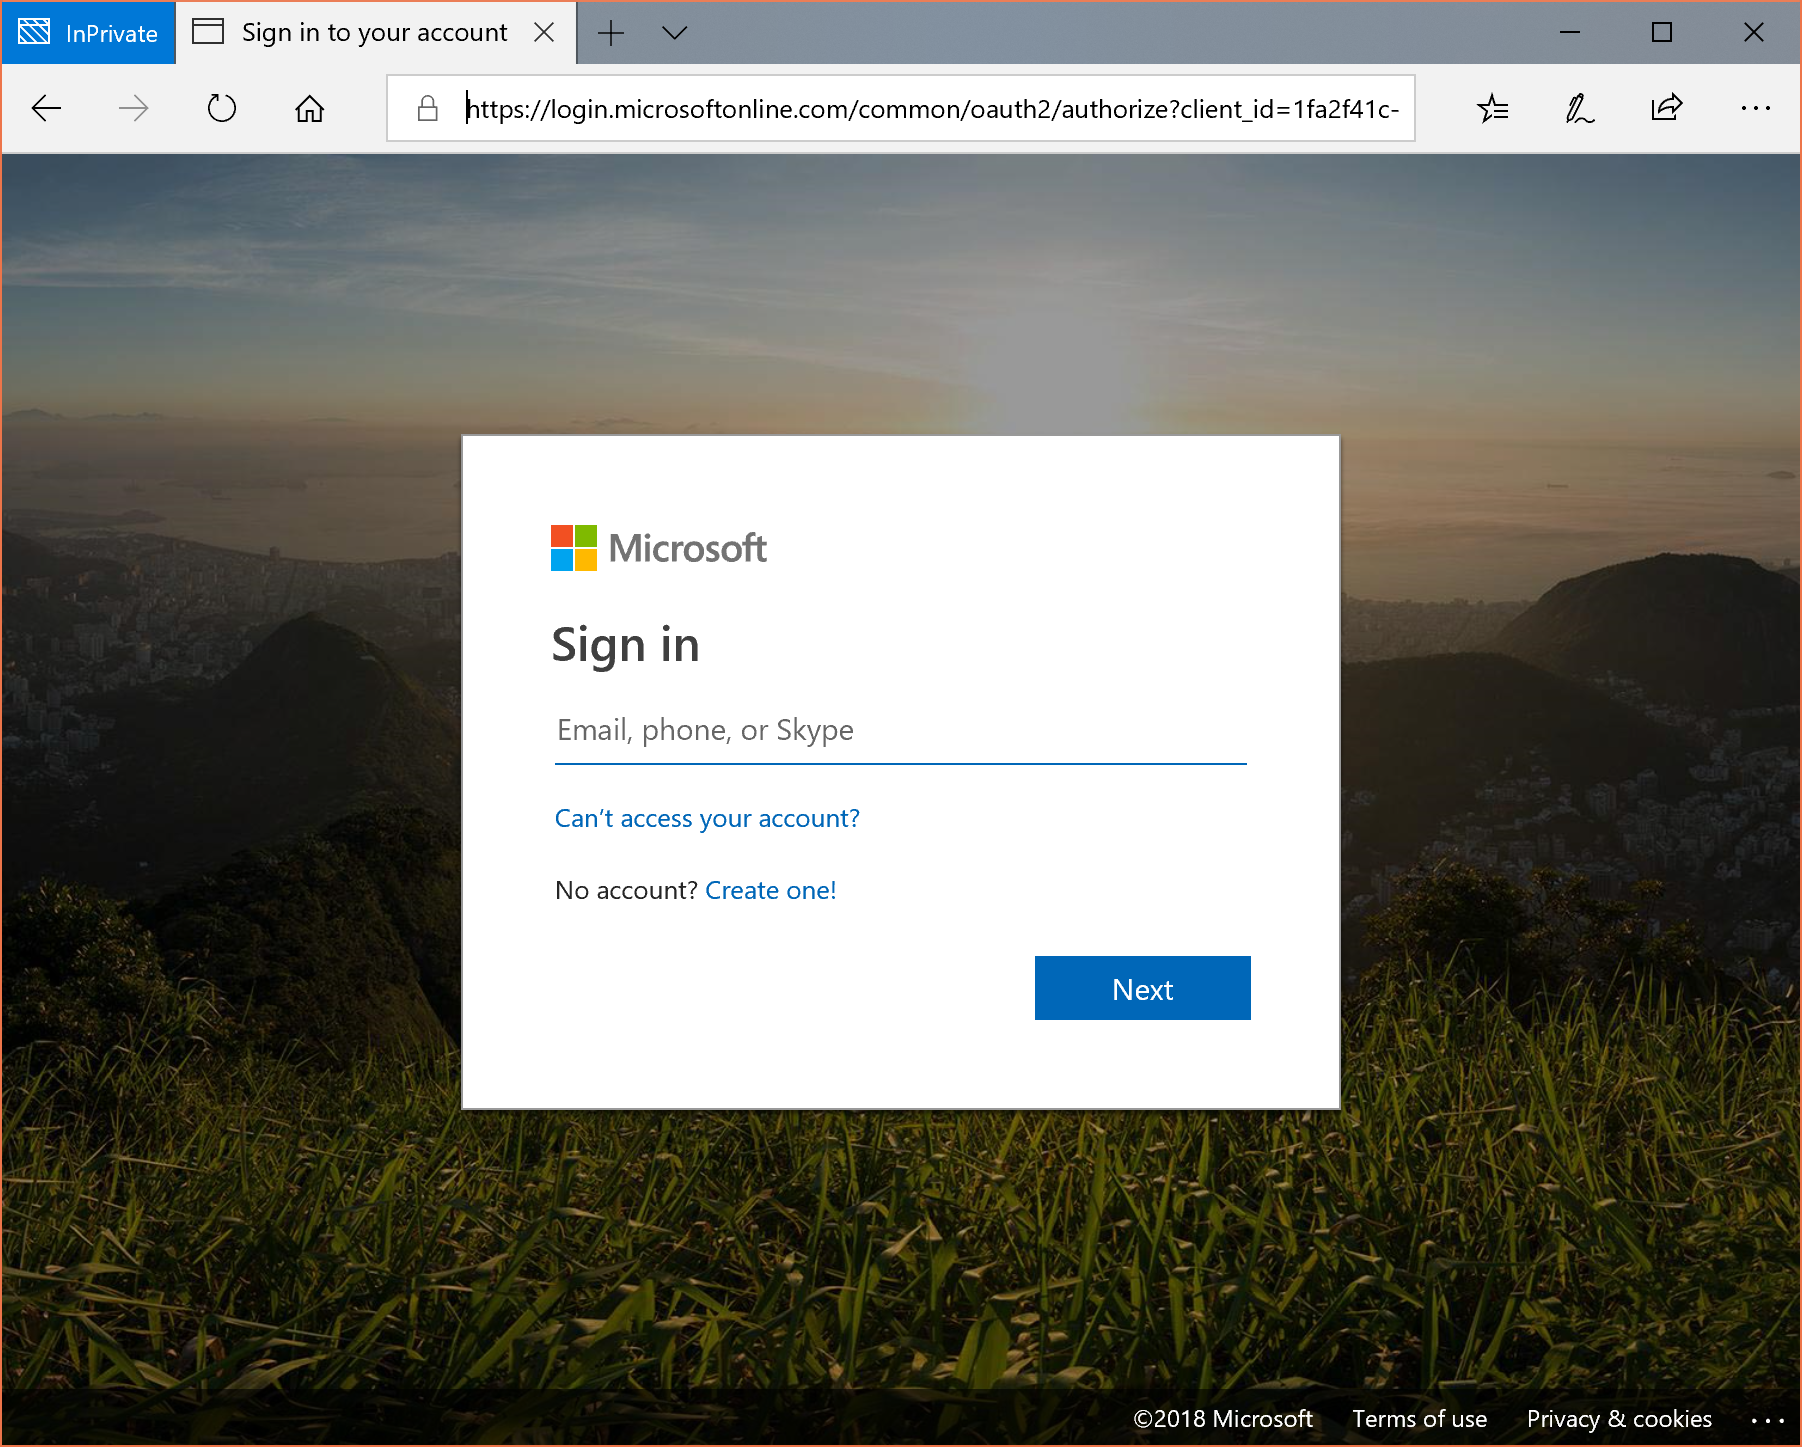 InPrivate
Sign in to your account
https://login.microsoftonline.com/common/oauth2/authorize?client_id=1fa2f41c-
Microsoft
Sign in
Email, phone, or Skype
Can't access your account?
No account? Create one!
Next
©2018 Microsoft Terms of use Privacy & cookies ...